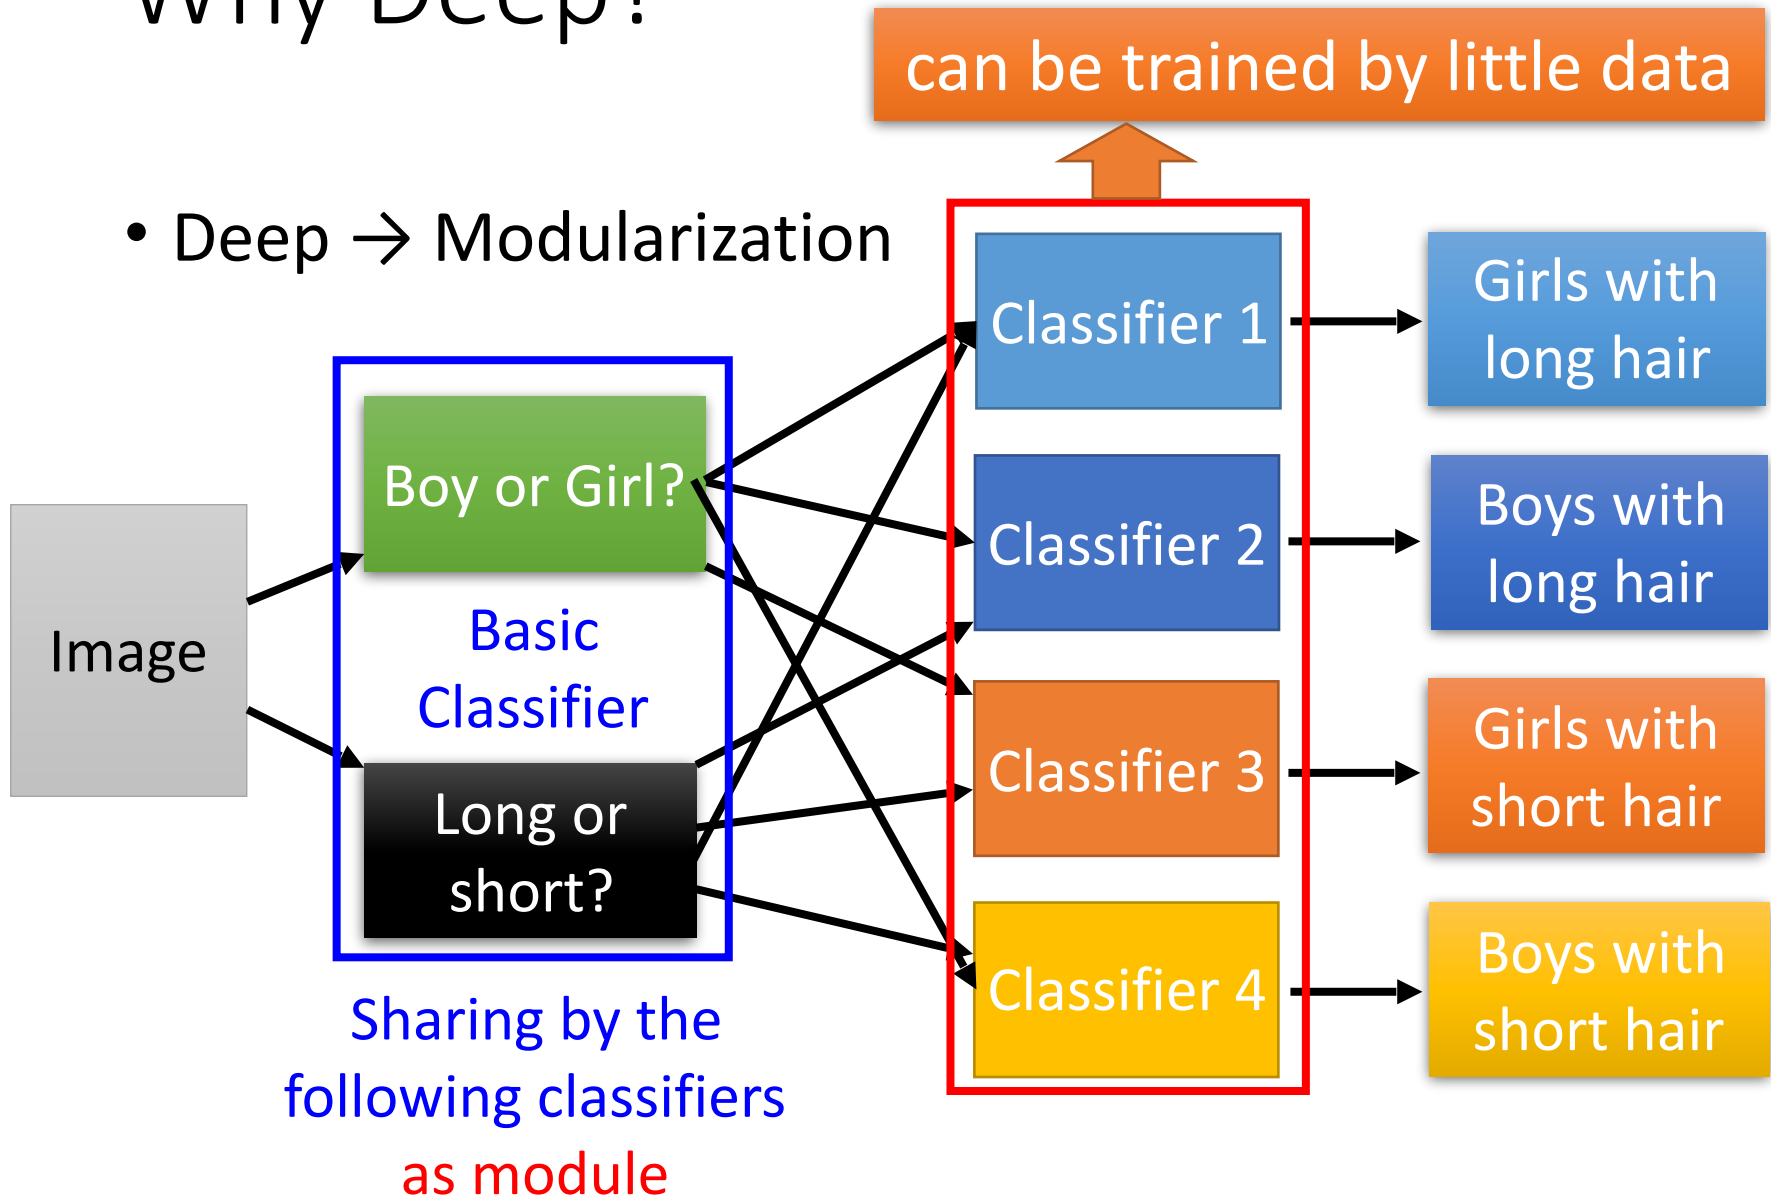 Why Deep?
can be trained by little data
• Deep → Modularization
Image
Boy or Girl?
Basic
Classifier
Long or
short?
Sharing by the
following classifiers
as module
Classifier 1
Classifier 2
Classifier 3
Classifier 4
Girls with
long hair
Boys with
long hair
Girls with
short hair
Boys with
short hair